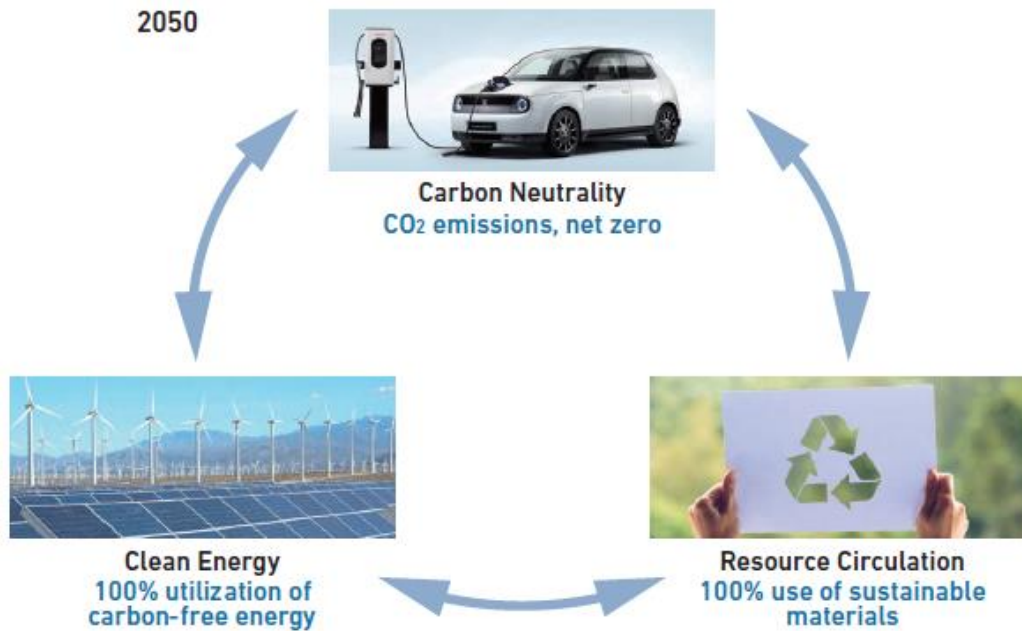 2050
Carbon Neutrality
CO2 emissions, net zero
Clean Energy
100% utilization of
carbon-free energy
Resource Circulation
100% use of sustainable
materials